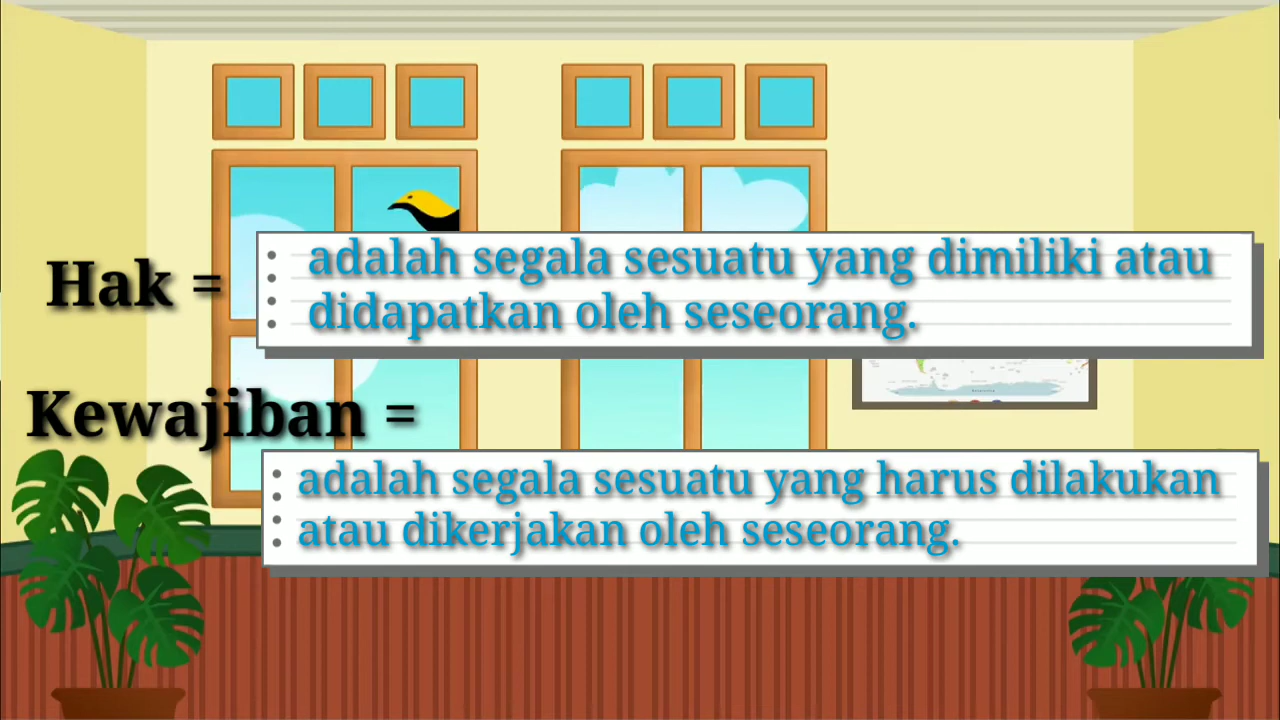 Hak =
adalah segala sesuatu yang dimiliki atau
didapatkan oleh seseorang.
Kewajiban =
adalah segala sesuatu yang harus dilakukan
atau dikerjakan oleh seseorang.